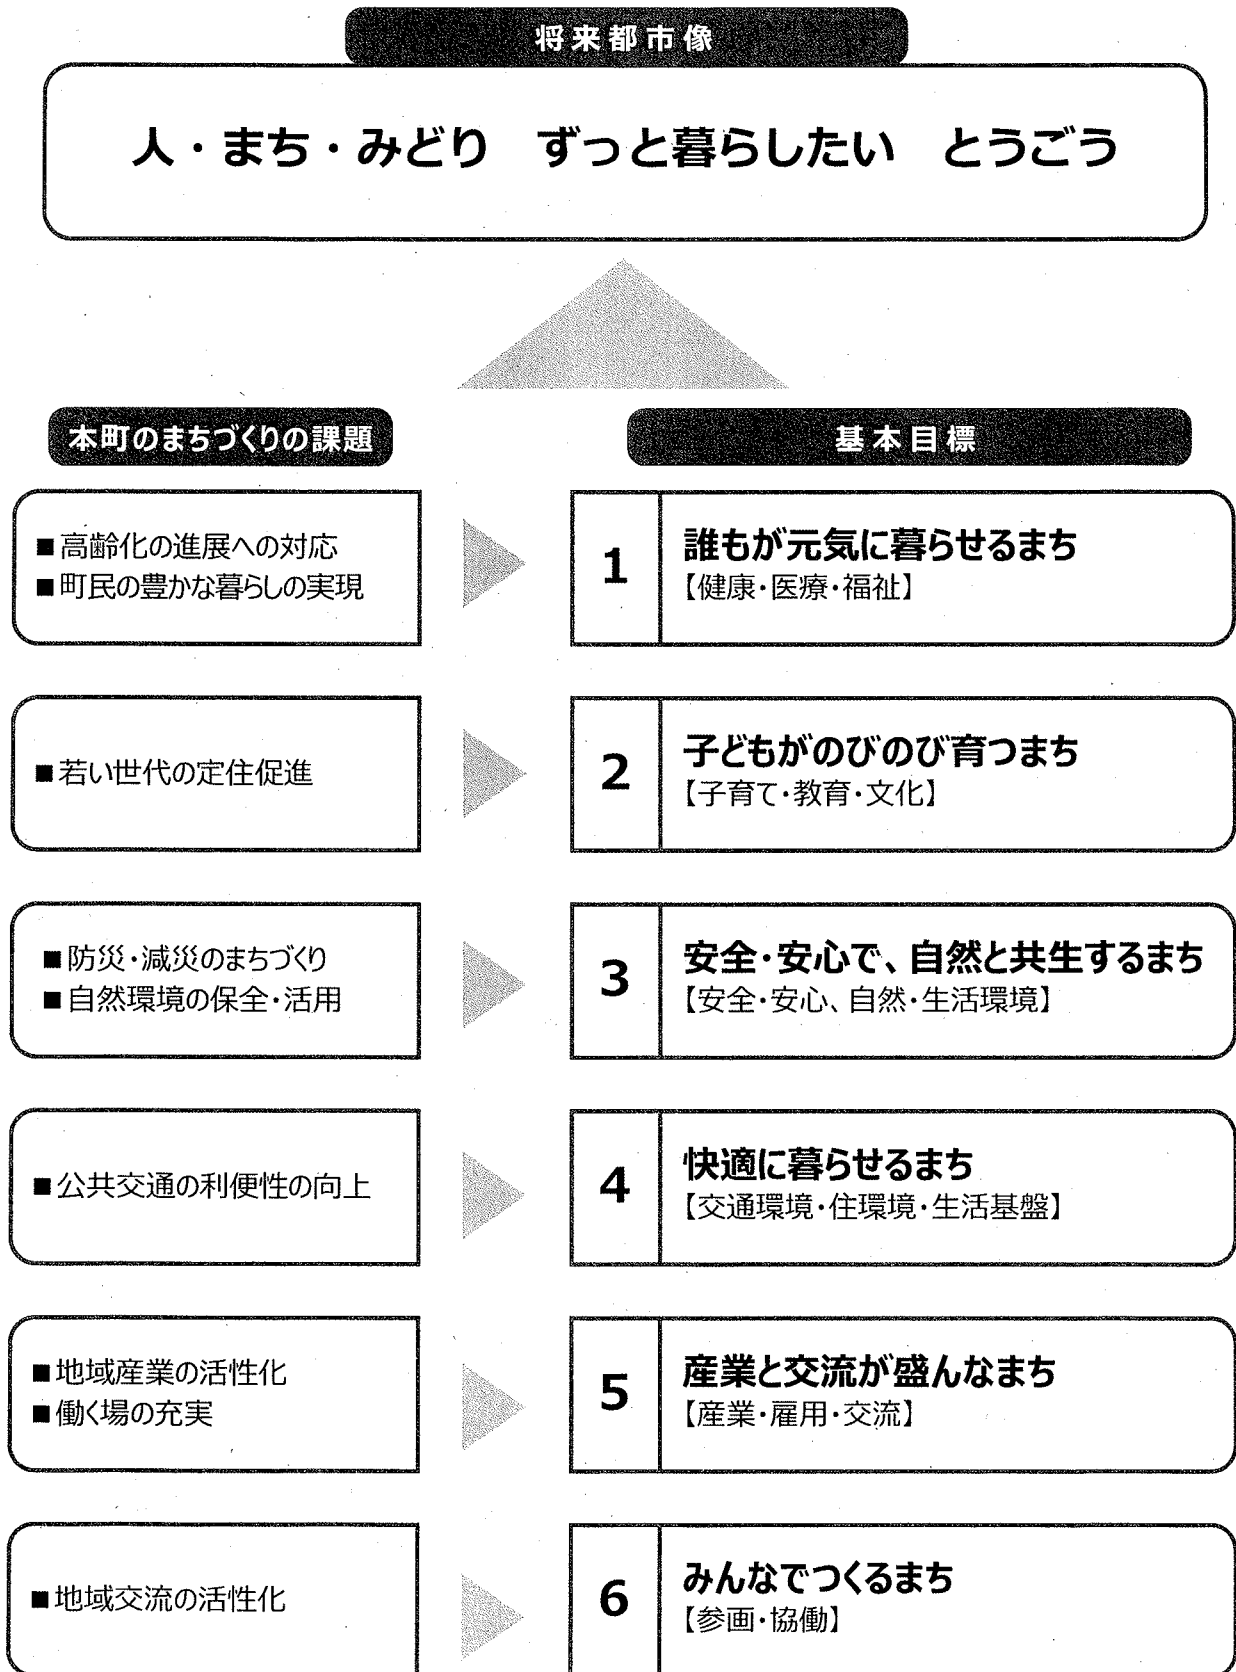 将来都市像
人・まち・みどり　ずっと暮らしたい　とうごう
本町のまちづくりの課題
基本目標
■高齢化の進展への対応
■町民の豊かな暮らしの実現
1
誰もが元気に暮らせるまち
【健康・医療・福祉】
■若い世代の定住促進
2
子どもがのびのび育つまち
【子育て・教育・文化】
■防災・減災のまちづくり
■自然環境の保全・活用
3
安全・安心で、自然と共生するまち
【安全・安心、自然・生活環境】
■公共交通の利便性の向上
4
快適に暮らせるまち
【交通環境・住環境・生活基盤】
■地域産業の活性化
■働く場の充実
5
産業と交流が盛んなまち
【産業・雇用・交流】
■地域交流の活性化
6
みんなでつくるまち
【参画・協働】